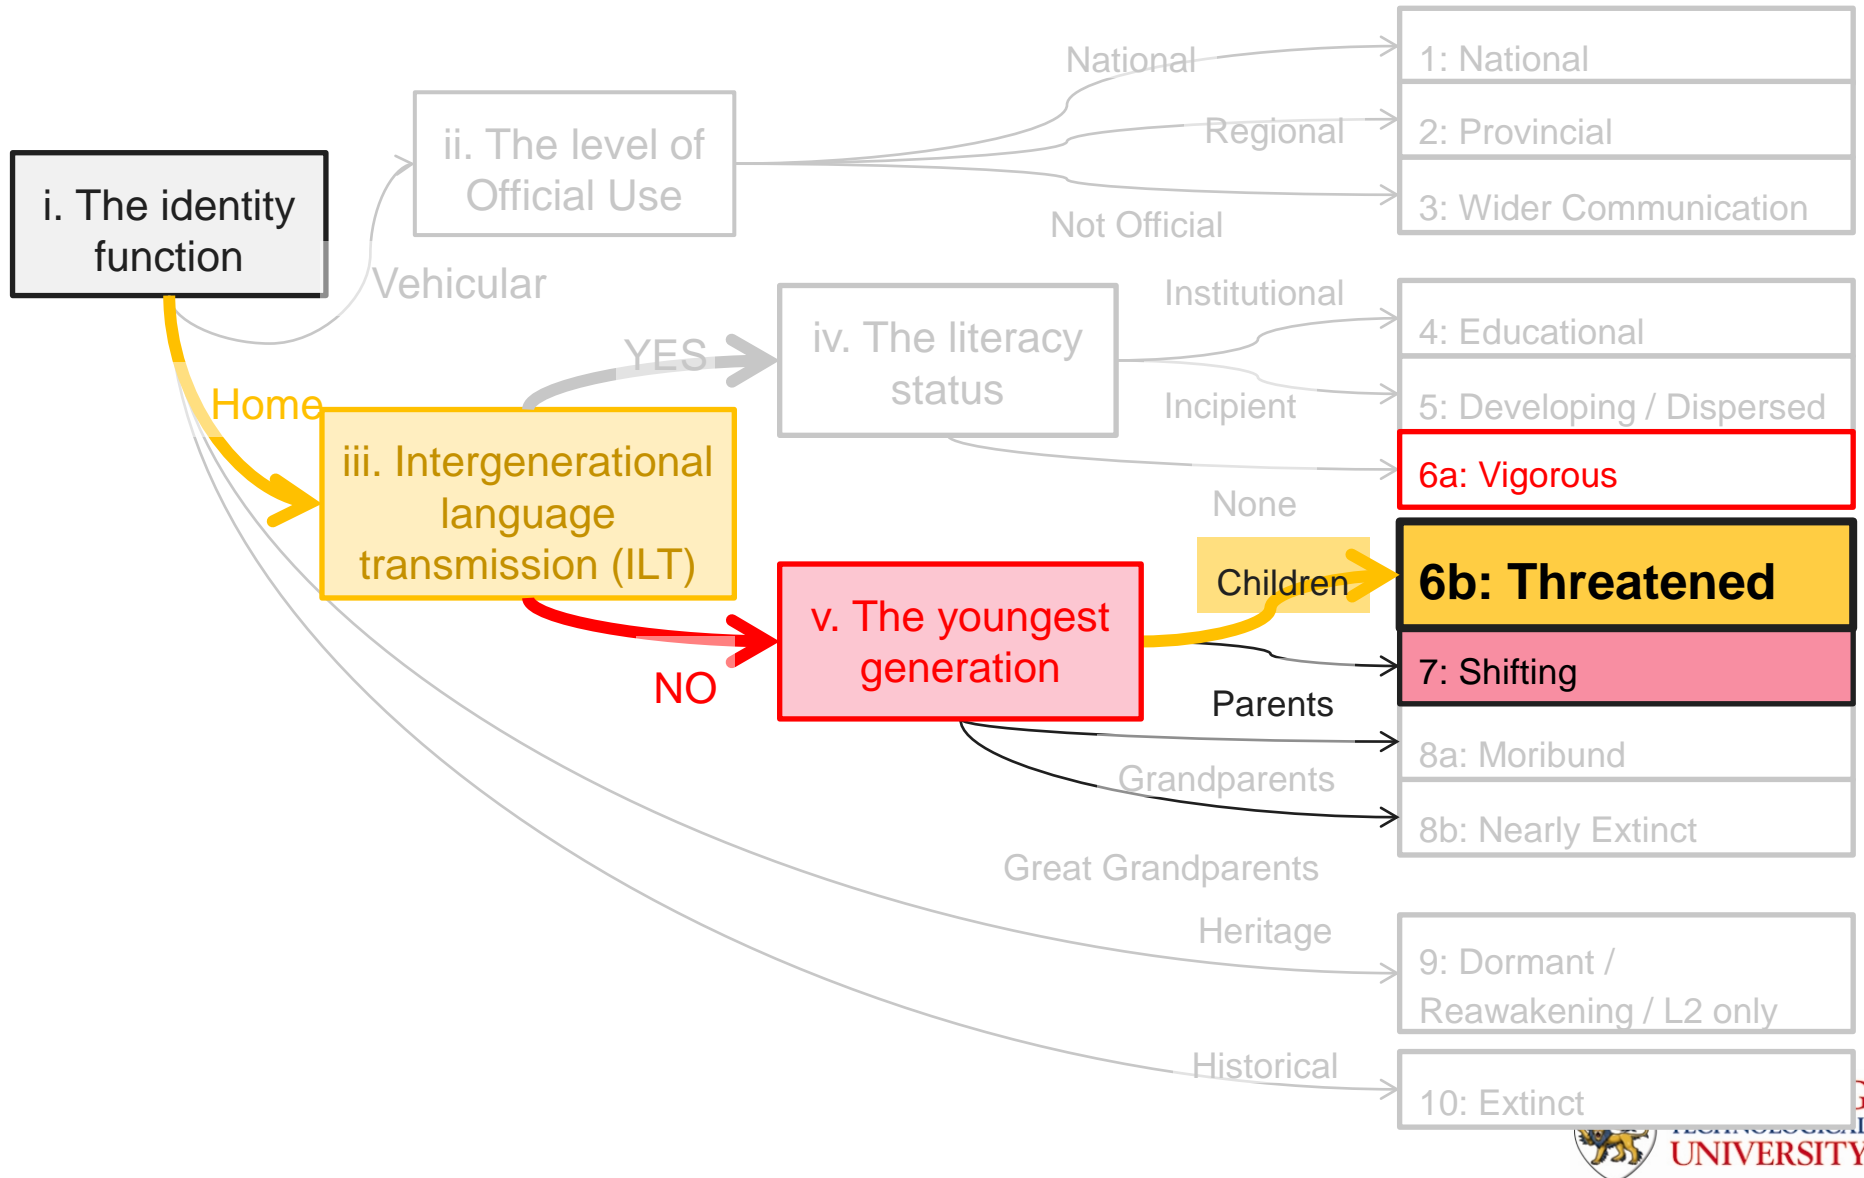 i. The identity
function
ii. The level of
Official Use
Vehicular
National
Regional
Not Official
1: National
2: Provincial
3: Wider Communication
Home
iii. Intergenerational
language
transmission (ILT)
YES
iv. The literacy
status
Institutional
Incipient
None
4: Educational
5: Developing / Dispersed
6a: Vigorous
NO
v. The youngest
generation
Children
Parents
Grandparents
Great Grandparents
6b: Threatened
7: Shifting
8a: Moribund
8b: Nearly Extinct
Heritage
9: Dormant /
Reawakening / L2 only
Historical
10: Extinct
TECHNOLOGICAL
UNIVERSITY